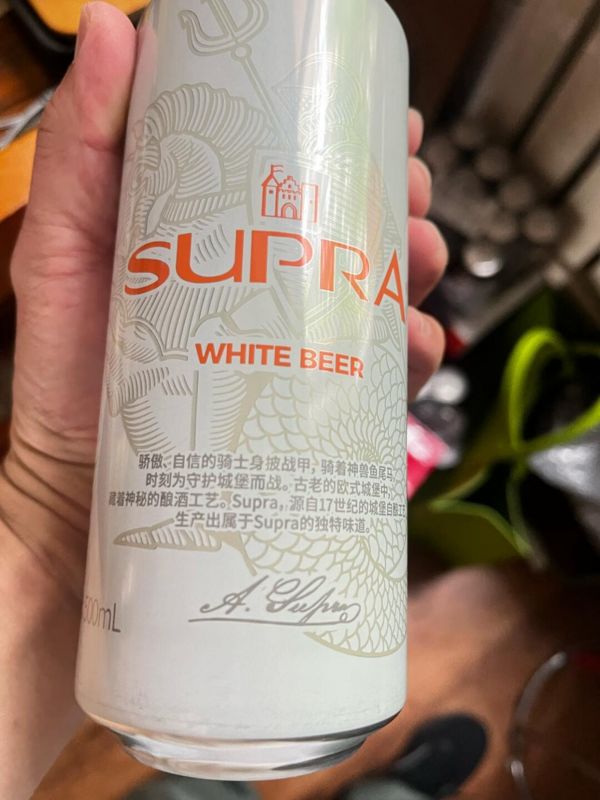 SUPRA
WHITE BEER
骄傲、自信的骑士身披战甲，骑着神兽鱼尾马，
时刻为守护城堡而战。古老的欧式城堡中，
藏着神秘的酿酒工艺。Supra，源自17世纪的城堡自酿工艺，
生产出属于Supra的独特味道。
A. Supra
500mL